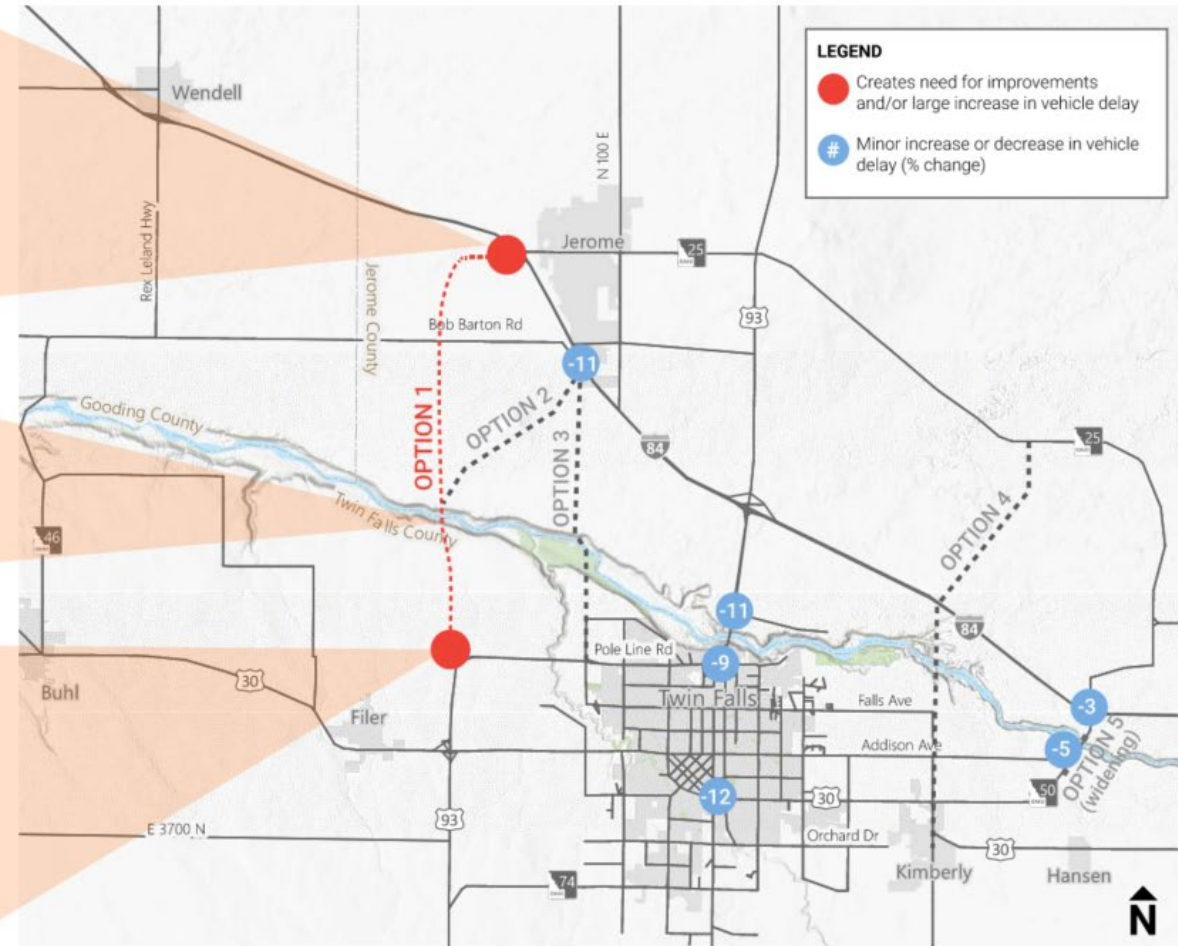 LEGEND
Creates need for improvements
and/or large increase in vehicle delay
#
Minor increase or decrease in vehicle
delay (% change)
Wendell
N 100 E
Rex Leland Hwy
Jerome
25
Jerome County
93
Bob Barton Rd
-11
OPTION 1
OPTION 2
OPTION 3
Gooding County
84
25
Twin Falls County
OPTION 4
46
-11
84
Pole Line Rd
-9
Buhl
30
Twin Falls
Falls Ave
-3
Filer
Addison Ave
-5
OPTION 5
(widening)
-12
30
50
93
E 3700 N
Orchard Dr
30
Kimberly
Hansen
74
N